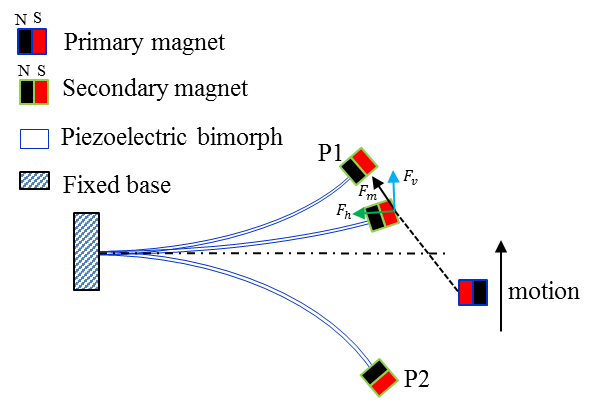 N S
Primary magnet
N S
Secondary magnet
Piezoelectric bimorph
Fixed base
P1
Fv
Fm
Fh
motion
P2